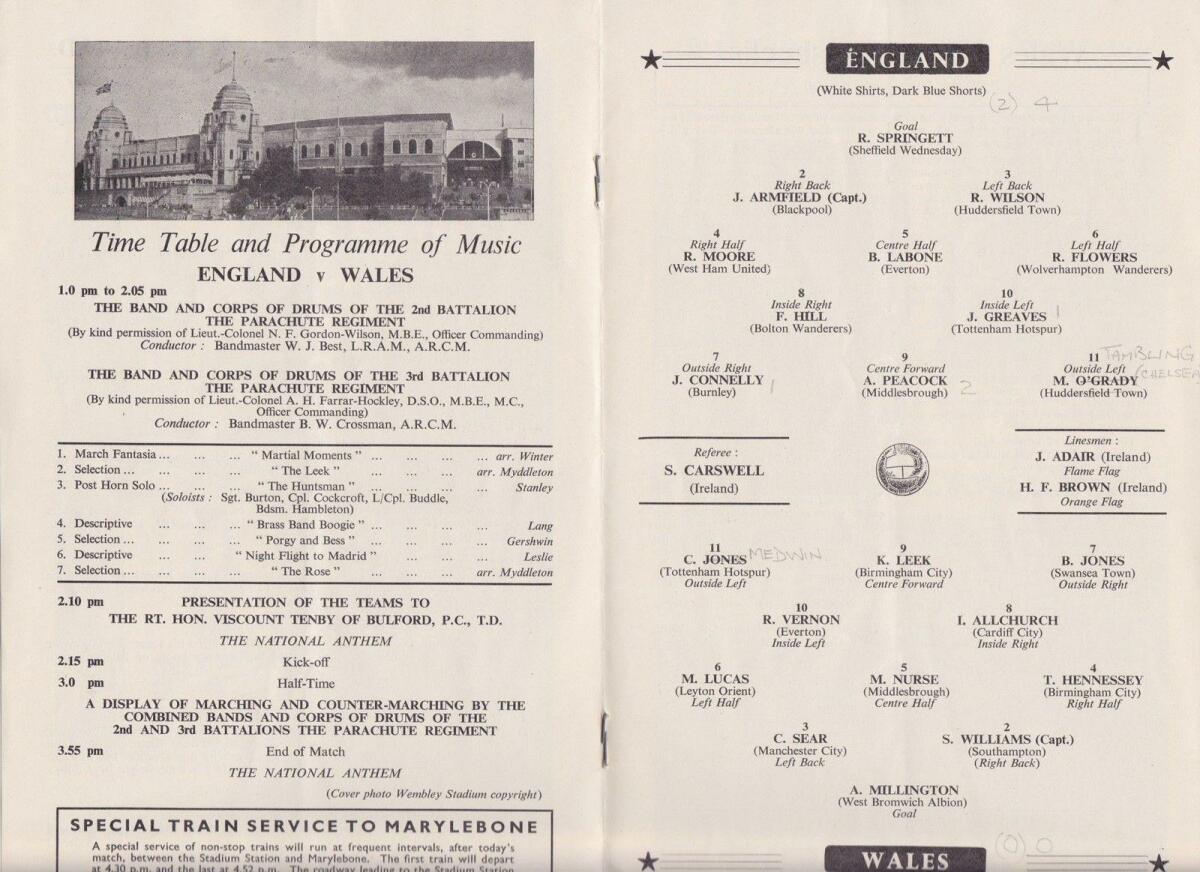 Time Table and Programme of Music
ENGLAND v WALES
1.0 pm to 2.05 pm
THE BAND AND CORPS OF DRUMS OF THE 2nd BATTALION
THE PARACHUTE REGIMENT
(By kind permission of Lieut.-Colonel N. F. Gordon-Wilson, M.B.E., Officer Commanding)
Conductor : Bandmaster W. J. Best, L.R.A.M., A.R.C.M.
THE BAND AND CORPS OF DRUMS OF THE 3rd BATTALION
THE PARACHUTE REGIMENT
(By kind permission of Lieut.-Colonel A. H. Farrar-Hockley, D.S.O., M.B.E., M.C.,
Officer Commanding)
Conductor : Bandmaster B. W. Crossman, A.R.C.M.
1. March Fantasia ... ... ... " Martial Moments " ... ... ... ... arr. Winter
2. Selection ... ... ... ... " The Leek " ... ... ... ... arr. Myddleton
3. Post Horn Solo ... ... ... " The Huntsman " ... ... ... ... Stanley
(Soloists : Sgt. Burton, Cpl. Cockcroft, L/Cpl. Buddle,
Bdsm. Hambleton)
4. Descriptive ... ... ... " Brass Band Boogie " ... ... ... ... Lang
5. Selection ... ... ... ... " Porgy and Bess " ... ... ... ... Gershwin
6. Descriptive ... ... ... " Night Flight to Madrid " ... ... ... Leslie
7. Selection ... ... ... ... " The Rose " ... ... ... ... arr. Myddleton
2.10 pm PRESENTATION OF THE TEAMS TO
THE RT. HON. VISCOUNT TENBY OF BULFORD, P.C., T.D.
THE NATIONAL ANTHEM
2.15 pm Kick-off
3.0 pm Half-Time
A DISPLAY OF MARCHING AND COUNTER-MARCHING BY THE
COMBINED BANDS AND CORPS OF DRUMS OF THE
2nd AND 3rd BATTALIONS THE PARACHUTE REGIMENT
3.55 pm End of Match
THE NATIONAL ANTHEM
(Cover photo Wembley Stadium copyright)
SPECIAL TRAIN SERVICE TO MARYLEBONE
A special service of non-stop trains will run at frequent intervals, after today's
match, between the Stadium Station and Marylebone. The first train will depart
at 4.30 p.m. and the last at 4.52 p.m. The roadway leading to the Stadium Station
ENGLAND
(White Shirts, Dark Blue Shorts)
(2) 4
Goal
R. SPRINGETT
(Sheffield Wednesday)
2 3
Right Back Left Back
J. ARMFIELD (Capt.) R. WILSON
(Blackpool) (Huddersfield Town)
4 5 6
Right Half Centre Half Left Half
R. MOORE B. LABONE R. FLOWERS
(West Ham United) (Everton) (Wolverhampton Wanderers)
8 10
Inside Right Inside Left
F. HILL J. GREAVES 1
(Bolton Wanderers) (Tottenham Hotspur)
7 9 11 TAMBLING
Outside Right Centre Forward Outside Left (CHELSEA
J. CONNELLY 1 A. PEACOCK 2 M. O'GRADY
(Burnley) (Middlesbrough) (Huddersfield Town)
Referee :
S. CARSWELL
(Ireland)
Linesmen :
J. ADAIR (Ireland)
Flame Flag
H. F. BROWN (Ireland)
Orange Flag
11 9 7
C. JONES MEDWIN K. LEEK B. JONES
(Tottenham Hotspur) (Birmingham City) (Swansea Town)
Outside Left Centre Forward Outside Right
10 8
R. VERNON I. ALLCHURCH
(Everton) (Cardiff City)
Inside Left Inside Right
6 5 4
M. LUCAS M. NURSE T. HENNESSEY
(Leyton Orient) (Middlesbrough) (Birmingham City)
Left Half Centre Half Right Half
3 2
C. SEAR S. WILLIAMS (Capt.)
(Manchester City) (Southampton)
Left Back (Right Back)
A. MILLINGTON
(West Bromwich Albion)
Goal
(0) 0
WALES